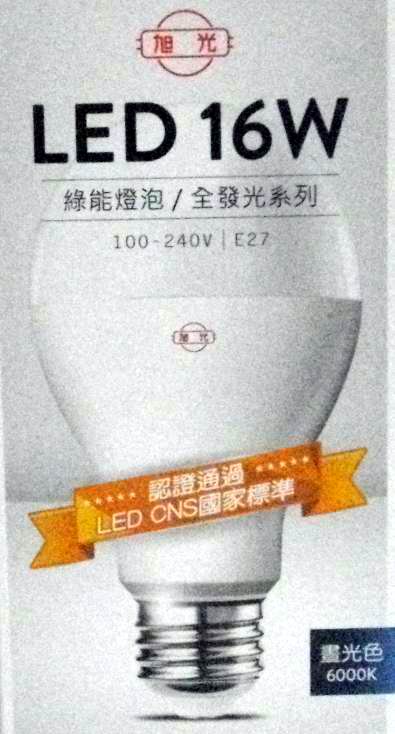 旭光
LED 16W
綠能燈泡 / 全發光系列
100-240V | E27
旭光
認證通過
LED CNS國家標準
晝光色
6000K